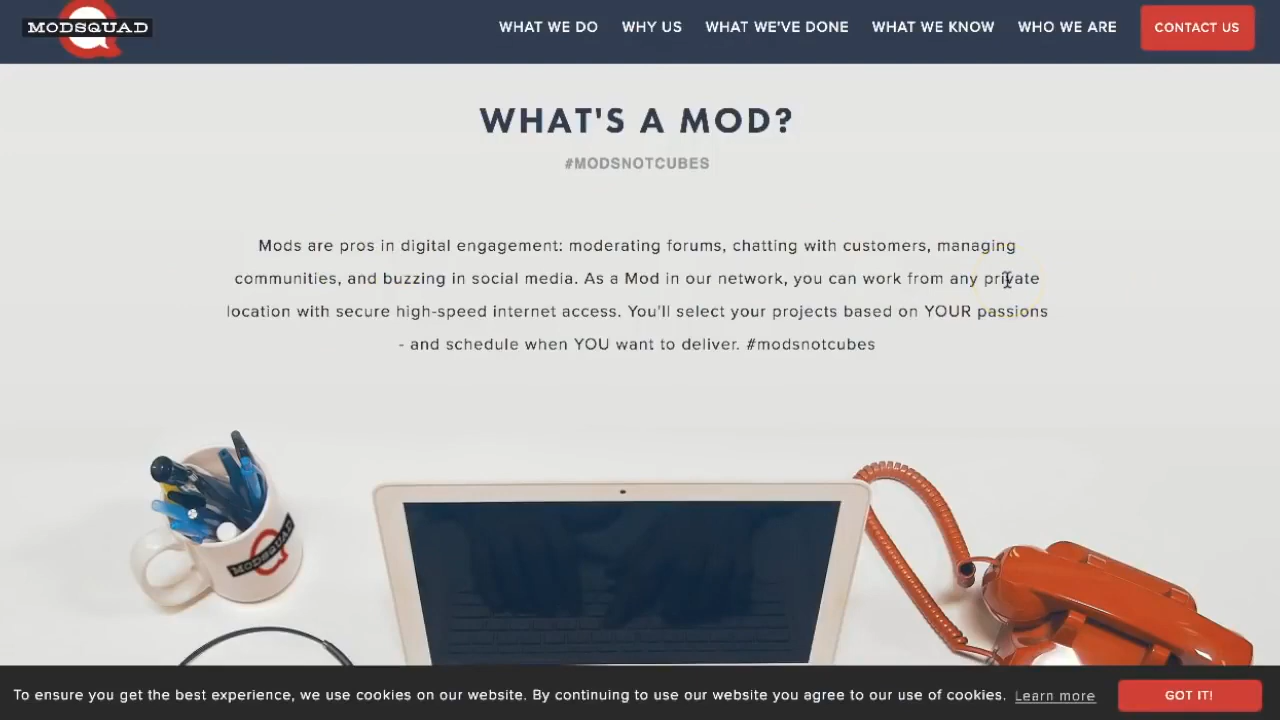 MODSQUAD
WHAT WE DO WHY US WHAT WE'VE DONE WHAT WE KNOW WHO WE ARE CONTACT US
WHAT'S A MOD?
#MODSNOTCUBES
Mods are pros in digital engagement: moderating forums, chatting with customers, managing
communities, and buzzing in social media. As a Mod in our network, you can work from any private
location with secure high-speed internet access. You'll select your projects based on YOUR passions
- and schedule when YOU want to deliver. #modsnotcubes
MODSQUAD
To ensure you get the best experience, we use cookies on our website. By continuing to use our website you agree to our use of cookies. Learn more GOT IT!